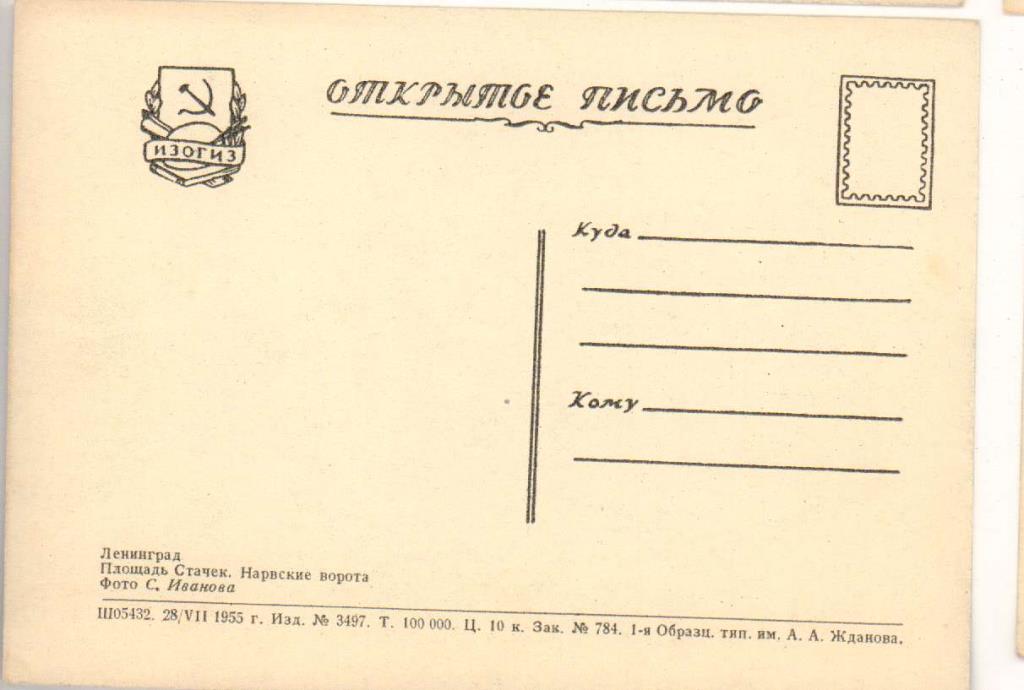 ИЗОГИЗ
ОТКРЫТОЕ ПИСЬМО
Куда
Кому
Ленинград
Площадь Стачек. Нарвские ворота
Фото С. Иванова
Ш05432. 28/VII 1955 г. Изд. № 3497. Т. 100 000. Ц. 10 к. Зак. № 784. 1-я Образц. тип. им. А. А. Жданова.